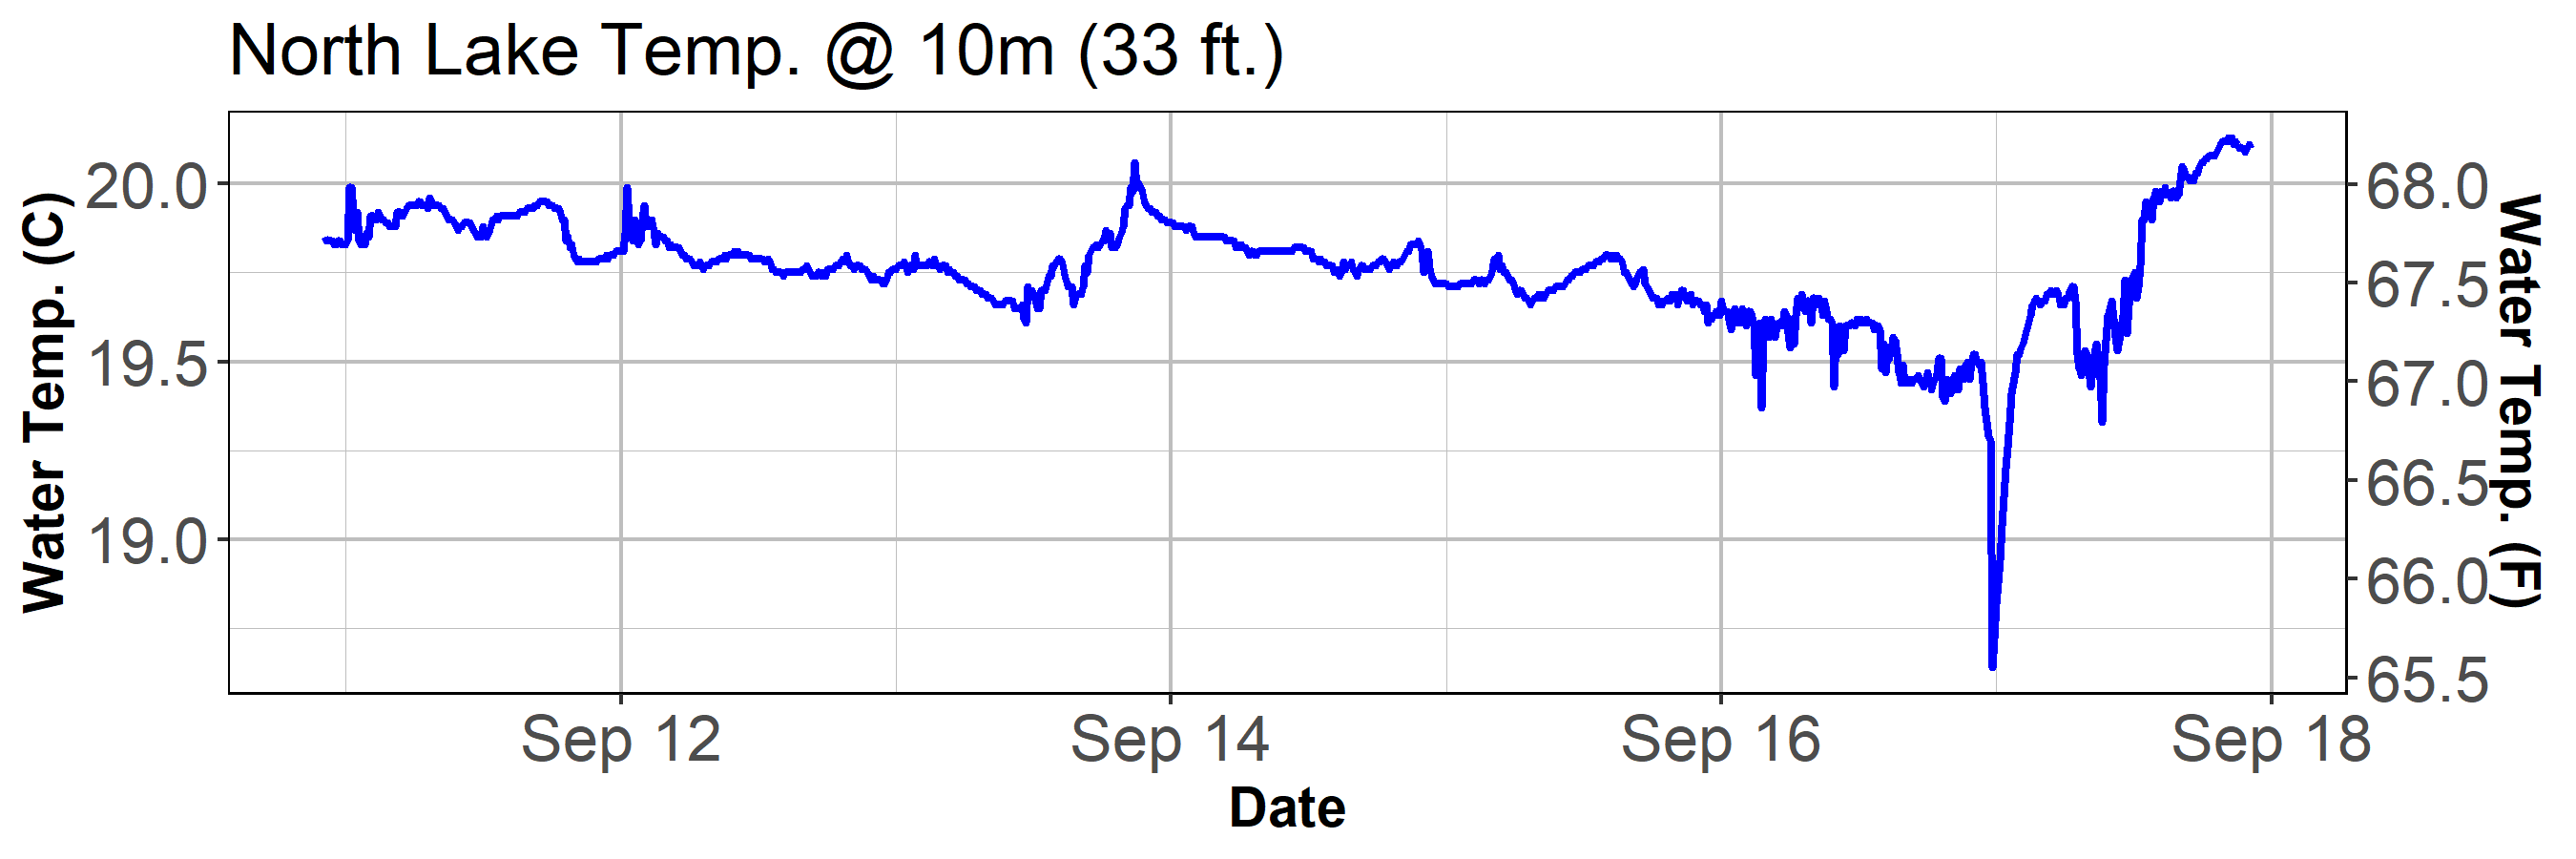 North Lake Temp. @ 10m (33 ft.)
Water Temp. (C)
20.0
19.5
19.0
68.0
67.5
67.0
66.5
66.0
65.5
Water Temp. (F)
Sep 12
Sep 14
Sep 16
Sep 18
Date